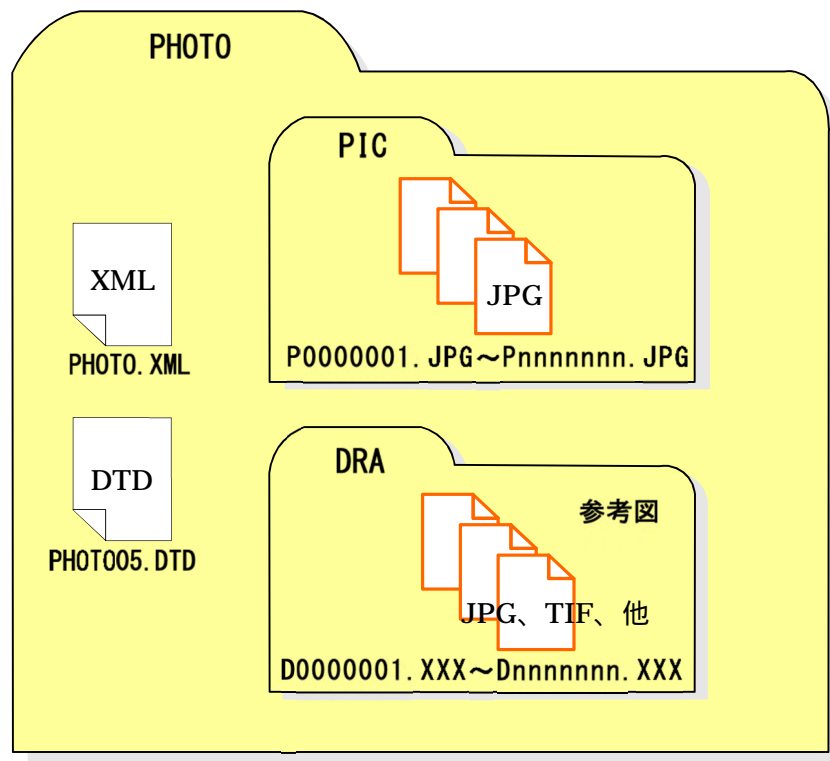 PHOTO
PIC
JPG
P0000001.JPG～Pnnnnnnn.JPG
XML
PHOTO.XML
DTD
PHOTO05.DTD
DRA
参考図
JPG、TIF、他
D0000001.XXX～Dnnnnnnn.XXX